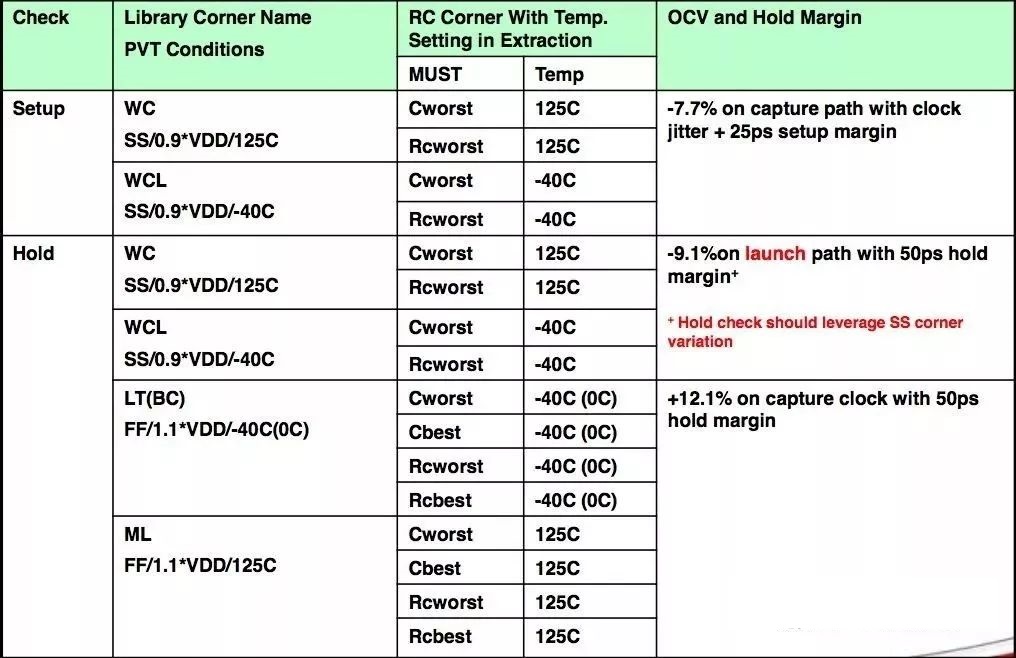 Check
Library Corner Name
PVT Conditions
RC Corner With Temp.
Setting in Extraction
OCV and Hold Margin
MUST
Temp
Setup
WC
SS/0.9*VDD/125C
Cworst
125C
-7.7% on capture path with clock
jitter + 25ps setup margin
Rcworst
125C
WCL
SS/0.9*VDD/-40C
Cworst
-40C
Rcworst
-40C
Hold
WC
SS/0.9*VDD/125C
Cworst
125C
-9.1%on launch path with 50ps hold
margin+
Rcworst
125C
+ Hold check should leverage SS corner
variation
WCL
SS/0.9*VDD/-40C
Cworst
-40C
Rcworst
-40C
LT(BC)
FF/1.1*VDD/-40C(0C)
Cworst
-40C (0C)
+12.1% on capture clock with 50ps
hold margin
Cbest
-40C (0C)
Rcworst
-40C (0C)
Rcbest
-40C (0C)
ML
FF/1.1*VDD/125C
Cworst
125C
Cbest
125C
Rcworst
125C
Rcbest
125C